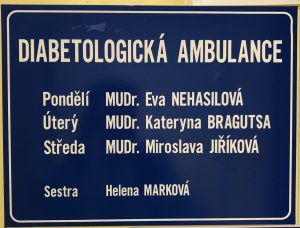 DIABETOLOGICKÁ AMBULANCE
Pondělí MUDr. Eva NEHASILOVÁ
Úterý MUDr. Kateryna BRAGUTSA
Středa MUDr. Miroslava JIŘÍKOVÁ
Sestra Helena MARKOVÁ